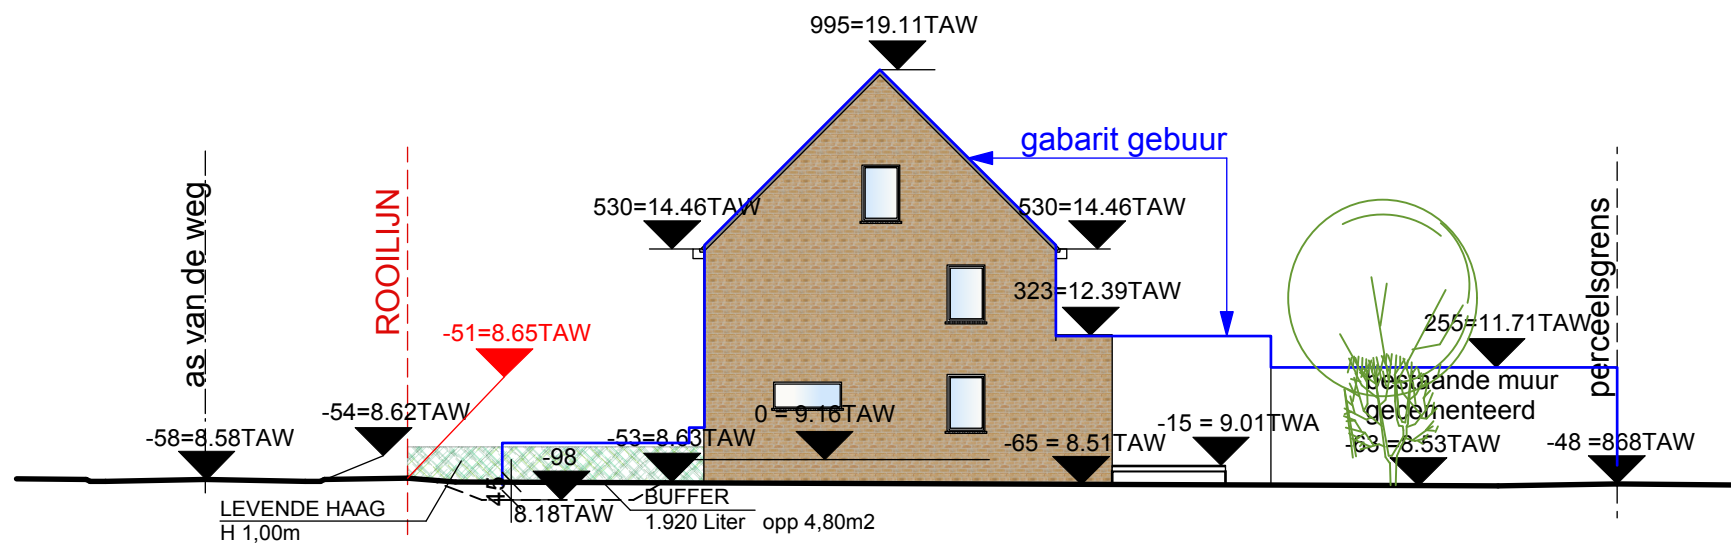 995=19.11TAW
gabarit gebuur
as van de weg
ROOILIJN
530=14.46TAW
530=14.46TAW
perceelsgrens
323=12.39TAW
255=11.71TAW
-51=8.65TAW
bestaande muur
gecementeerd
-54=8.62TAW
0 = 9.16TAW
-15 = 9.01TWA
-58=8.58TAW
-53=8.63TAW
-65 = 8.51TAW
-63=8.53TAW
-48 =868TAW
-98
45
LEVENDE HAAG
H 1,00m
8.18TAW
BUFFER
1.920 Liter opp 4,80m2